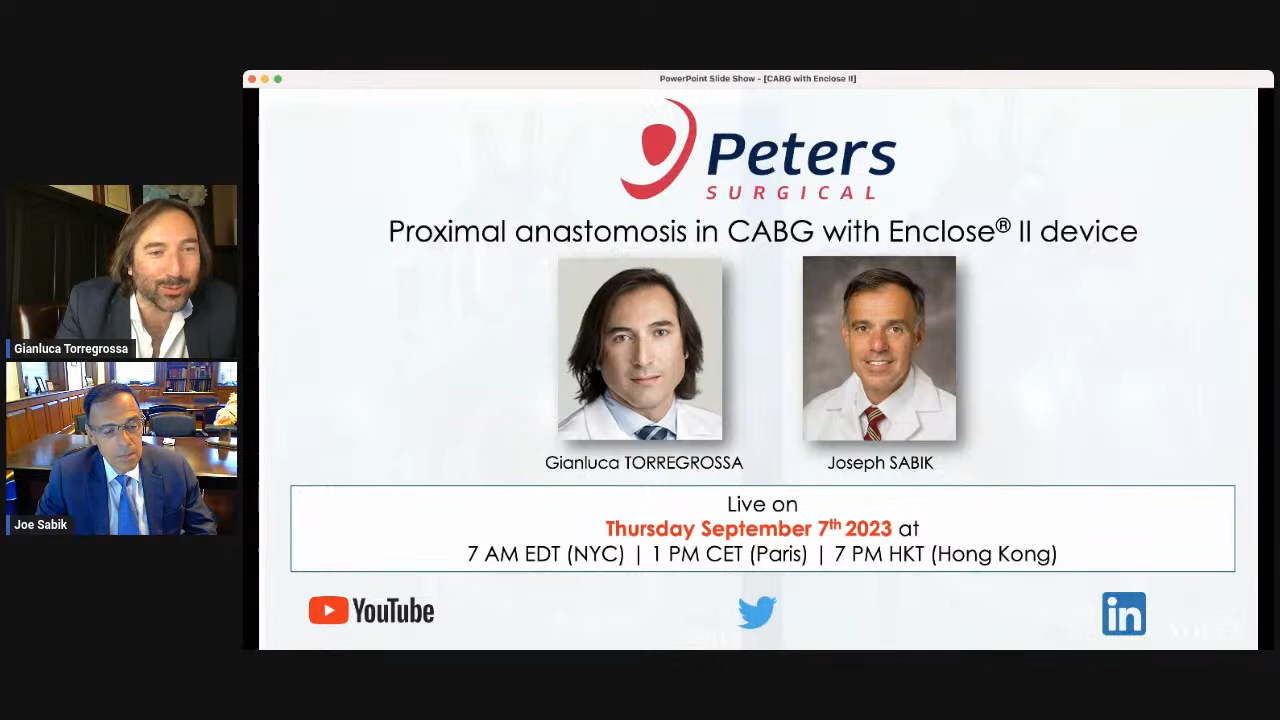 PowerPoint Slide Show - [CABG with Enclose II]
Peters
SURGICAL
Proximal anastomosis in CABG with Enclose® II device
Gianluca Torregrossa
Joe Sabik
Gianluca TORREGROSSA
Joseph SABIK
Live on
Thursday September 7th 2023 at
7 AM EDT (NYC) | 1 PM CET (Paris) | 7 PM HKT (Hong Kong)
YouTube
in